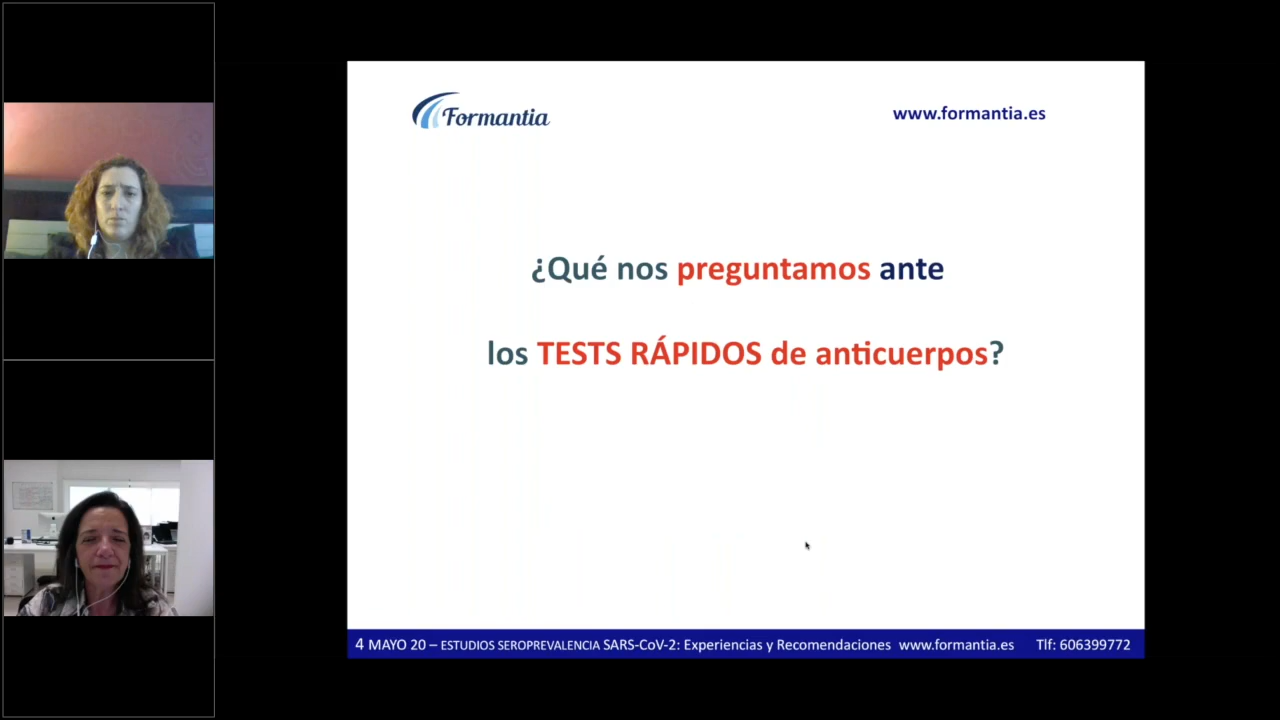 Formantia
www.formantia.es
¿Qué nos preguntamos ante
los TESTS RÁPIDOS de anticuerpos?
4 MAYO 20 – ESTUDIOS SEROPREVALENCIA SARS-CoV-2: Experiencias y Recomendaciones www.formantia.es Tlf: 606399772